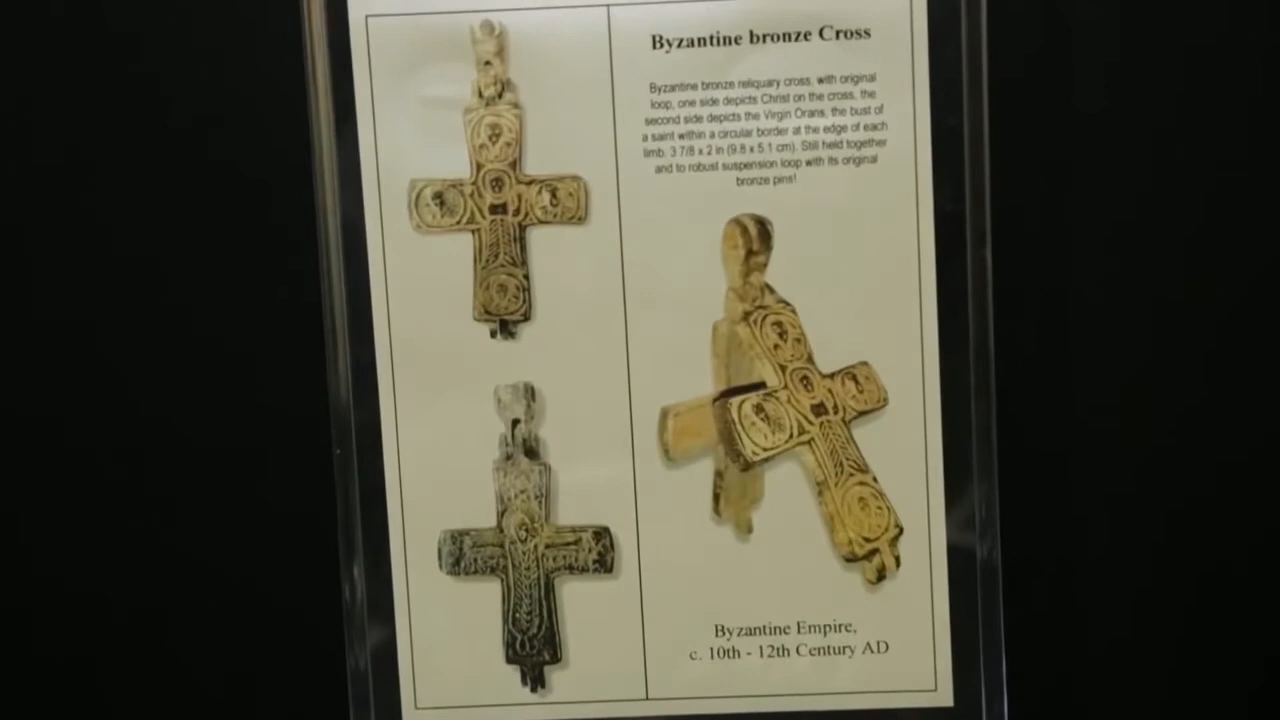 Byzantine bronze Cross
Byzantine bronze reliquary cross, with original
loop, one side depicts Christ on the cross, the
second side depicts the Virgin Orans, the bust of
a saint within a circular border at the edge of each
limb. 3 7/8 x 2 in (9.8 x 5.1 cm). Still held together
and to robust suspension loop with its original
bronze pins!
Byzantine Empire,
c. 10th - 12th Century AD